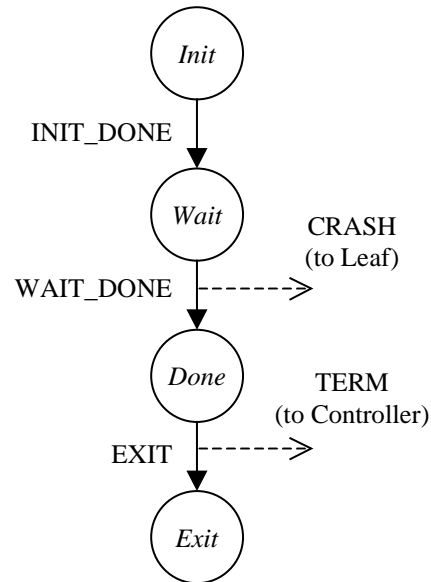 Init
INIT_DONE
Wait
CRASH
(to Leaf)
WAIT_DONE
Done
TERM
(to Controller)
EXIT
Exit